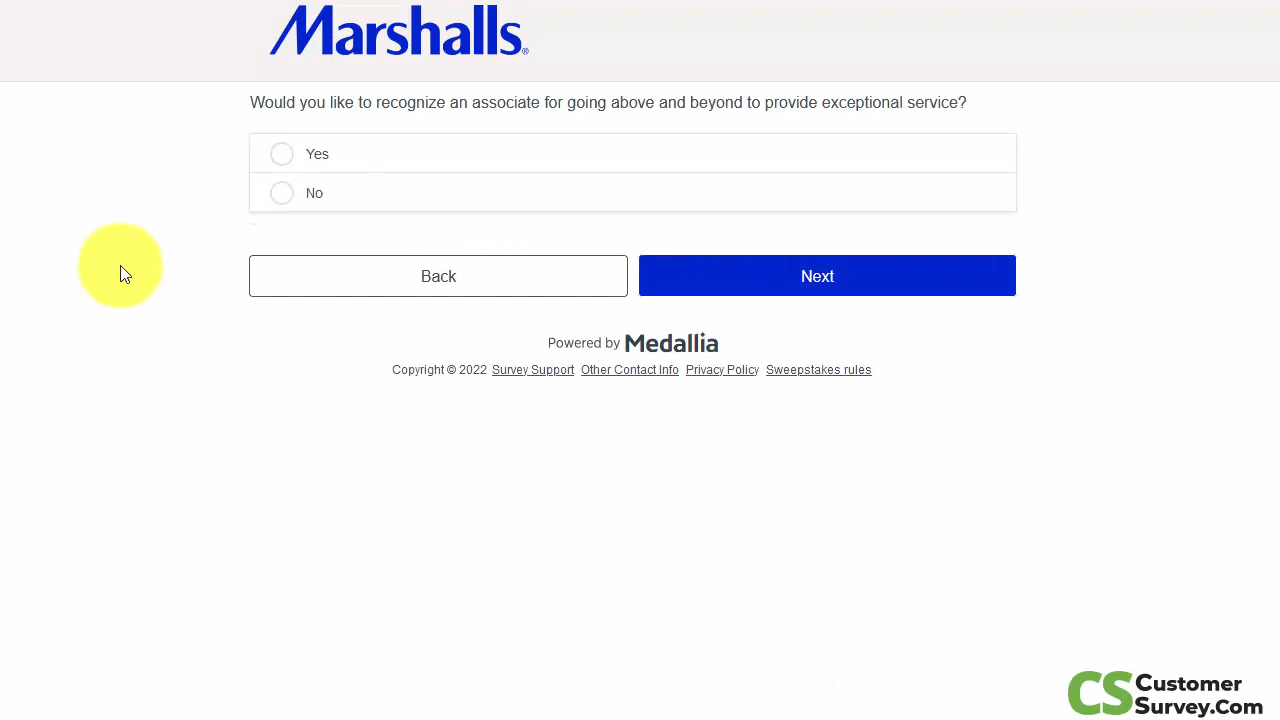 Marshalls®
Would you like to recognize an associate for going above and beyond to provide exceptional service?
Yes
No
Back
Next
Powered by Medallia
Copyright © 2022 Survey Support Other Contact Info Privacy Policy Sweepstakes rules
CS Customer
Survey.Com